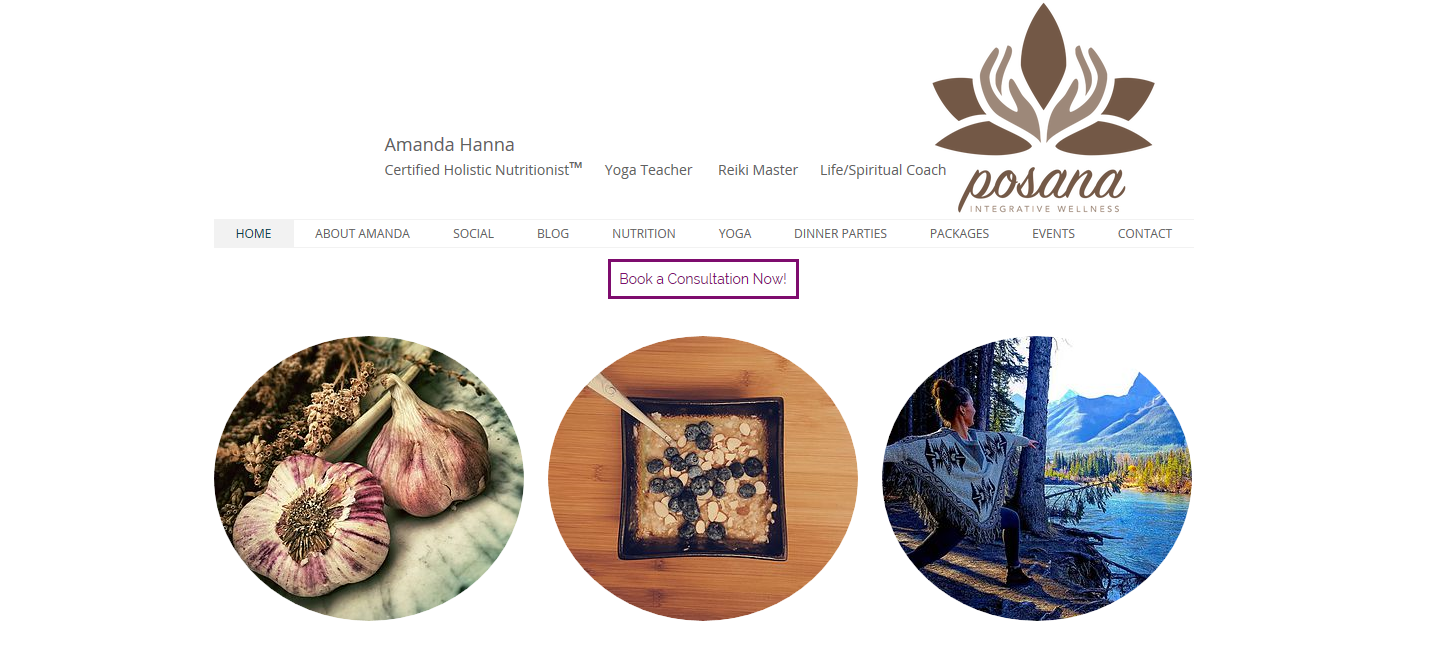 Amanda Hanna
Certified Holistic Nutritionist™ Yoga Teacher Reiki Master Life/Spiritual Coach
posana
INTEGRATIVE WELLNESS
HOME ABOUT AMANDA SOCIAL BLOG NUTRITION YOGA DINNER PARTIES PACKAGES EVENTS CONTACT
Book a Consultation Now!